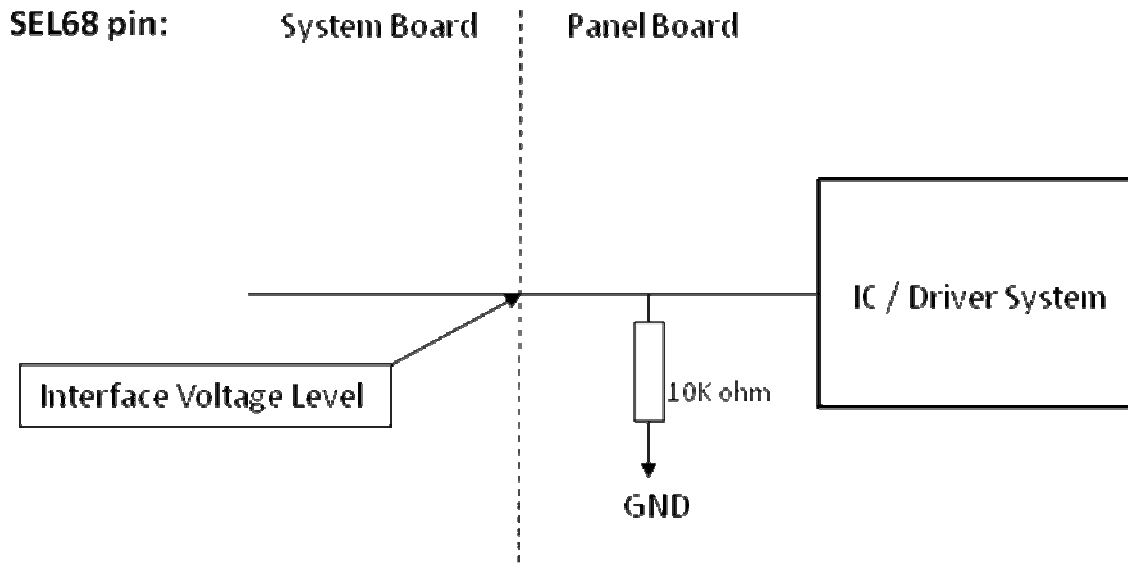 SEL68 pin:
System Board
Panel Board
IC / Driver System
Interface Voltage Level
10K ohm
GND